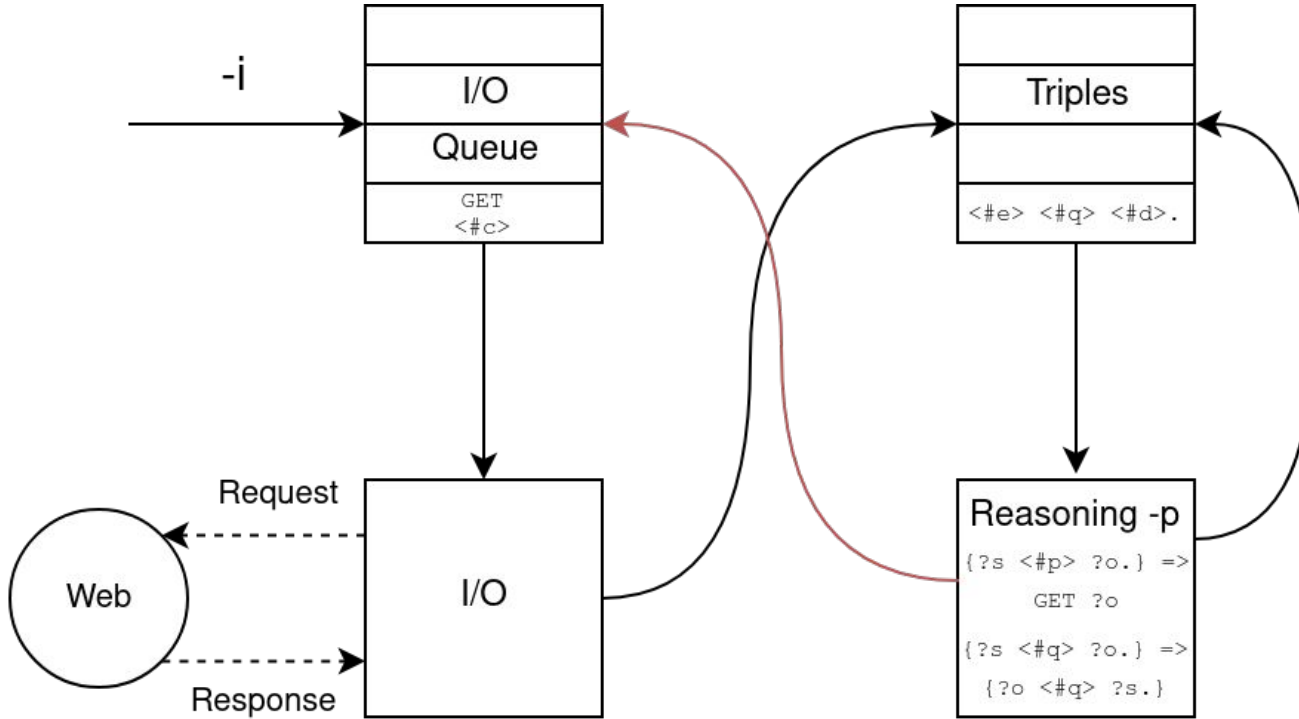 -i
I/O
Queue
GET
<#c>
Triples
<#e> <#q> <#d>.
Request
Web
Response
I/O
Reasoning -p
{?s <#p> ?o.} =>
GET ?o
{?s <#q> ?o.} =>
{?o <#q> ?s.}